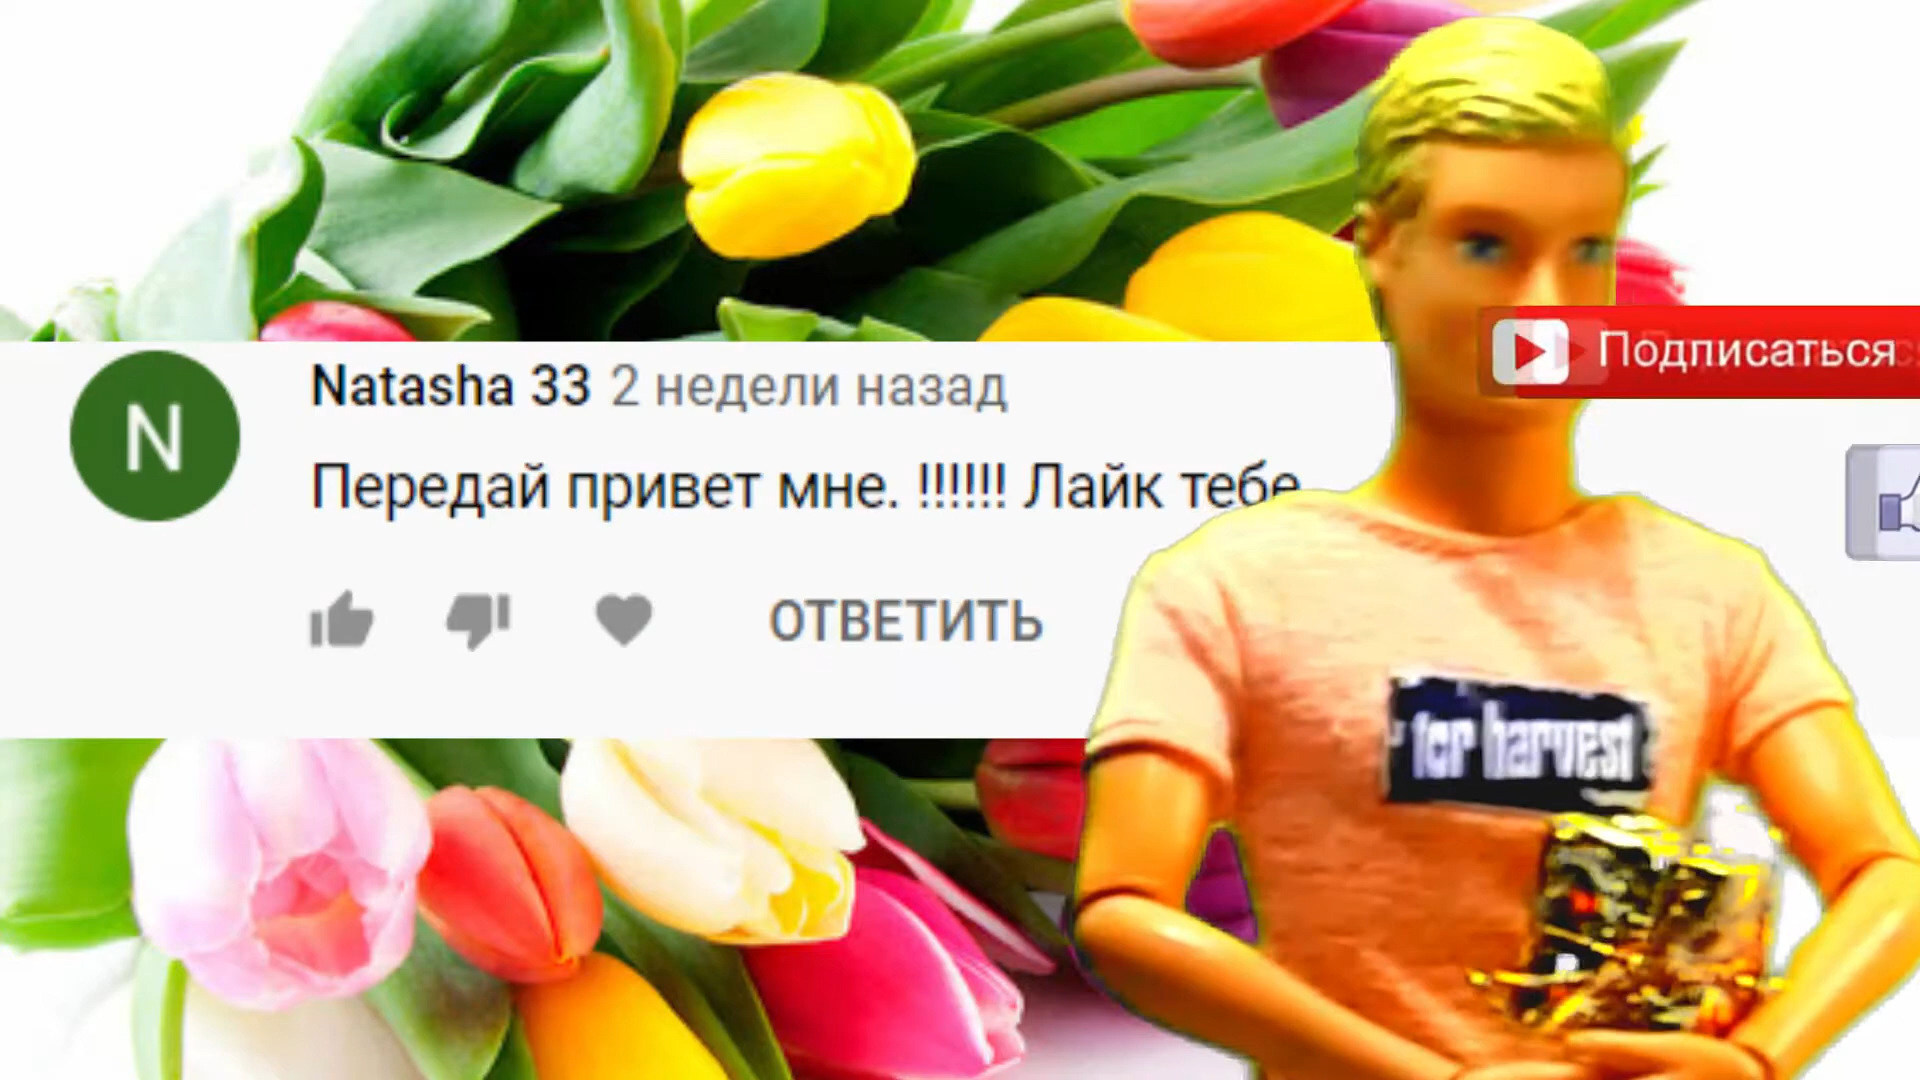 Natasha 33 2 недели назад
Передай привет мне. !!!!!! Лайк тебе
ОТВЕТИТЬ
N
Подписаться
for harvest